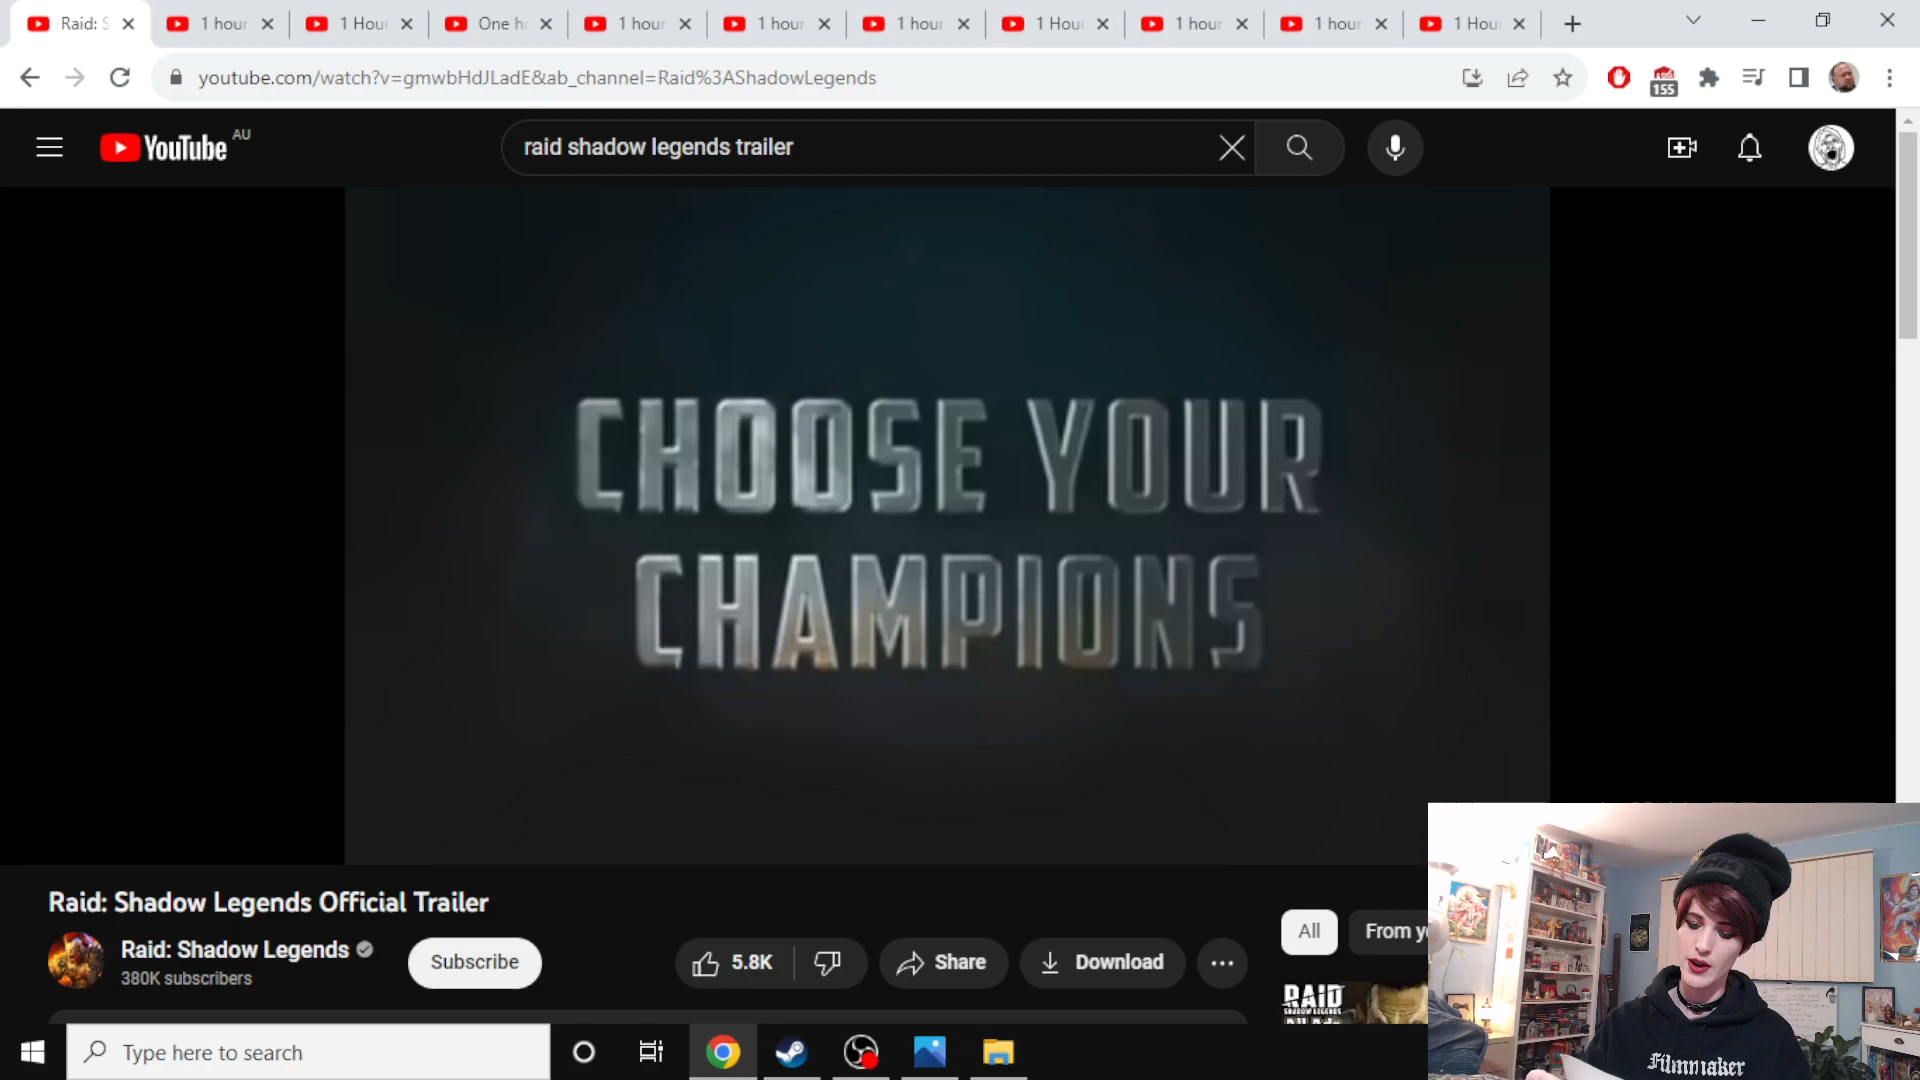 Raid: S
1 hour
1 Hour
One h
1 hour
1 hour
1 hour
1 Hour
1 hour
1 hour
1 Hour
youtube.com/watch?v=gmwbHdJLadE&ab_channel=Raid%3AShadowLegends
155
YouTube AU
raid shadow legends trailer
CHOOSE YOUR
CHAMPIONS
Raid: Shadow Legends Official Trailer
Raid: Shadow Legends
380K subscribers
Subscribe
5.8K
Share
Download
All
From y
RAID
SHADOW LEGENDS
Type here to search
Filmmaker